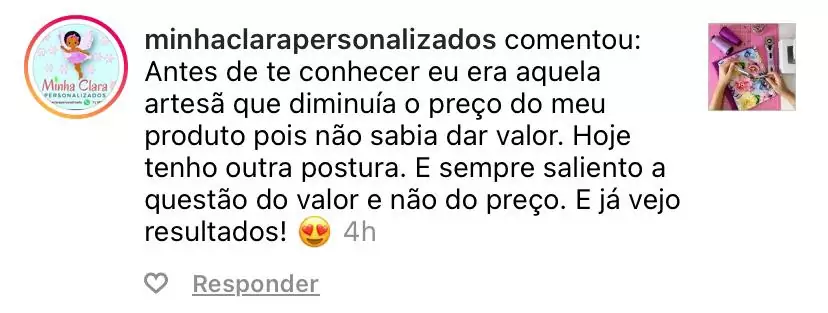 minhaclarapersonalizados comentou:
Antes de te conhecer eu era aquela
artesã que diminuía o preço do meu
produto pois não sabia dar valor. Hoje
tenho outra postura. E sempre saliento a
questão do valor e não do preço. E já vejo
resultados! 😍 4h
Responder
Minha Clara
PERSONALIZADOS